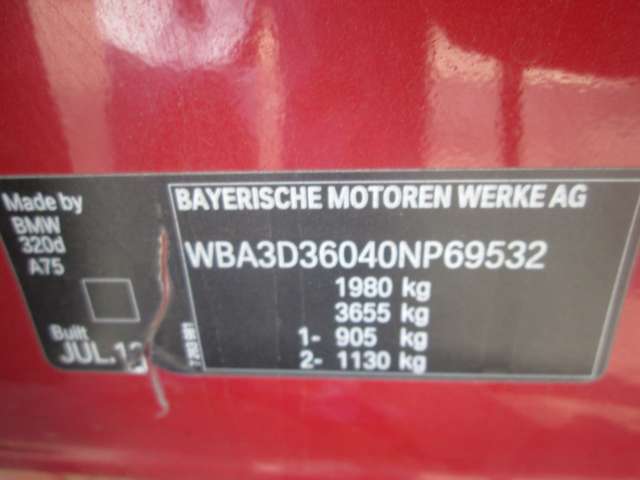 Made by
BMW
320d
A75
Built
BAYERISCHE MOTOREN WERKE AG
WBA3D36040NP69532
1980 kg
3655 kg
1- 905 kg
2- 1130 kg